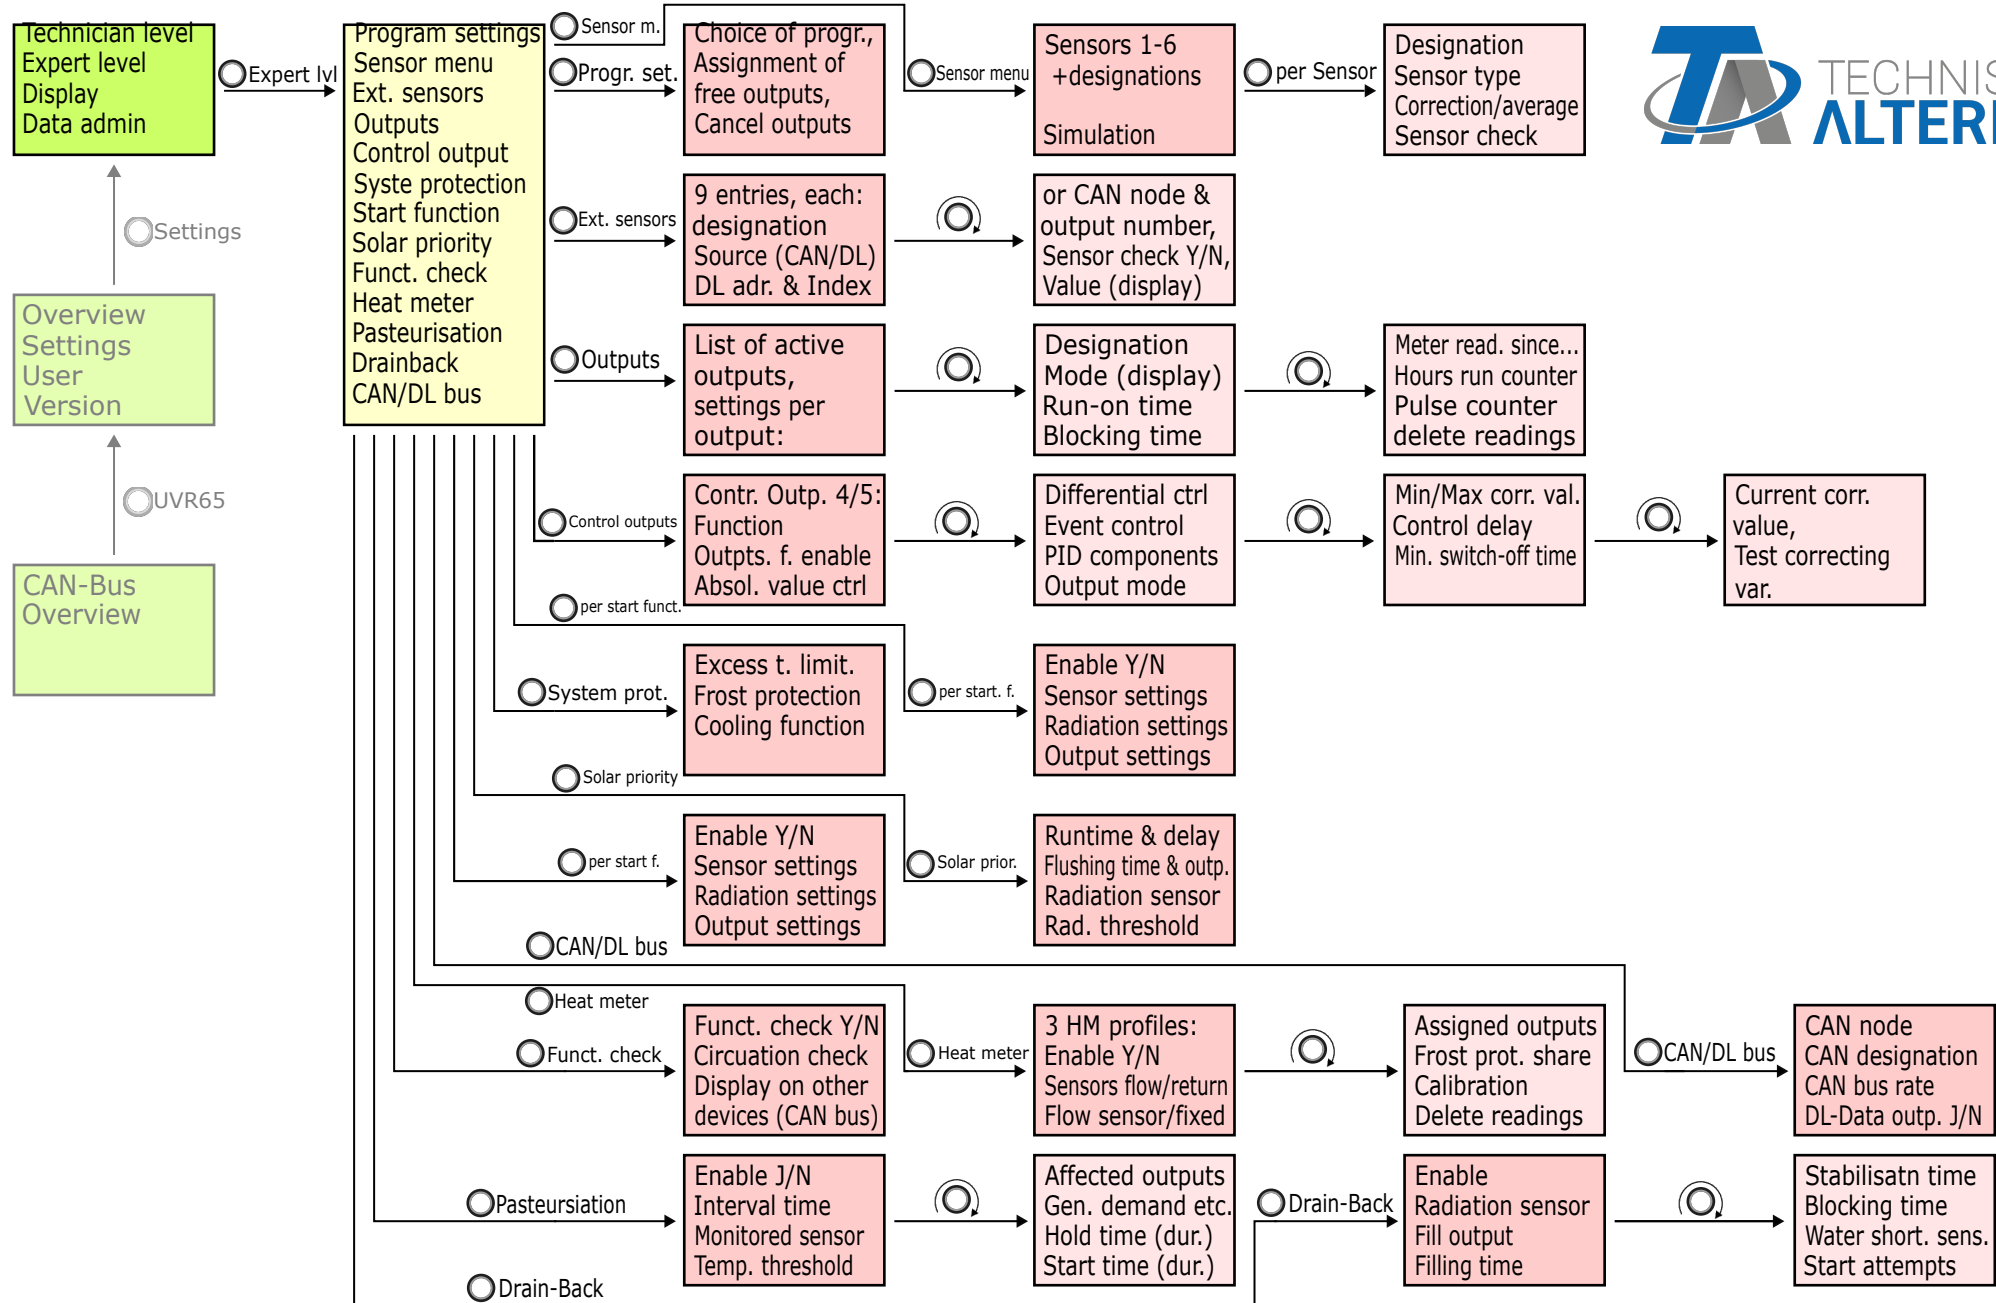 Technician level
Expert level
Display
Data admin
Expert lvl
Settings
Overview
Settings
User
Version
UVR65
CAN-Bus
Overview
Program settings
Sensor menu
Ext. sensors
Outputs
Control output
Syste protection
Start function
Solar priority
Funct. check
Heat meter
Pasteurisation
Drainback
CAN/DL bus
Sensor m.
Progr. set.
Choice of progr.,
Assignment of
free outputs,
Cancel outputs
Sensor menu
Sensors 1-6
+designations
Simulation
per Sensor
Designation
Sensor type
Correction/average
Sensor check
TECHNIS
ALTER
Ext. sensors
9 entries, each:
designation
Source (CAN/DL)
DL adr. & Index
or CAN node &
output number,
Sensor check Y/N,
Value (display)
Outputs
List of active
outputs,
settings per
output:
Designation
Mode (display)
Run-on time
Blocking time
Meter read. since...
Hours run counter
Pulse counter
delete readings
Control outputs
Contr. Outp. 4/5:
Function
Outpts. f. enable
Absol. value ctrl
Differential ctrl
Event control
PID components
Output mode
Min/Max corr. val.
Control delay
Min. switch-off time
Current corr.
value,
Test correcting
var.
per start funct.
System prot.
Excess t. limit.
Frost protection
Cooling function
per start. f.
Enable Y/N
Sensor settings
Radiation settings
Output settings
Solar priority
per start f.
Enable Y/N
Sensor settings
Radiation settings
Output settings
Solar prior.
Runtime & delay
Flushing time & outp.
Radiation sensor
Rad. threshold
CAN/DL bus
Heat meter
Funct. check
Funct. check Y/N
Circuation check
Display on other
devices (CAN bus)
Heat meter
3 HM profiles:
Enable Y/N
Sensors flow/return
Flow sensor/fixed
Assigned outputs
Frost prot. share
Calibration
Delete readings
CAN/DL bus
CAN node
CAN designation
CAN bus rate
DL-Data outp. J/N
Pasteursiation
Enable J/N
Interval time
Monitored sensor
Temp. threshold
Affected outputs
Gen. demand etc.
Hold time (dur.)
Start time (dur.)
Drain-Back
Enable
Radiation sensor
Fill output
Filling time
Stabilisatn time
Blocking time
Water short. sens.
Start attempts
Drain-Back